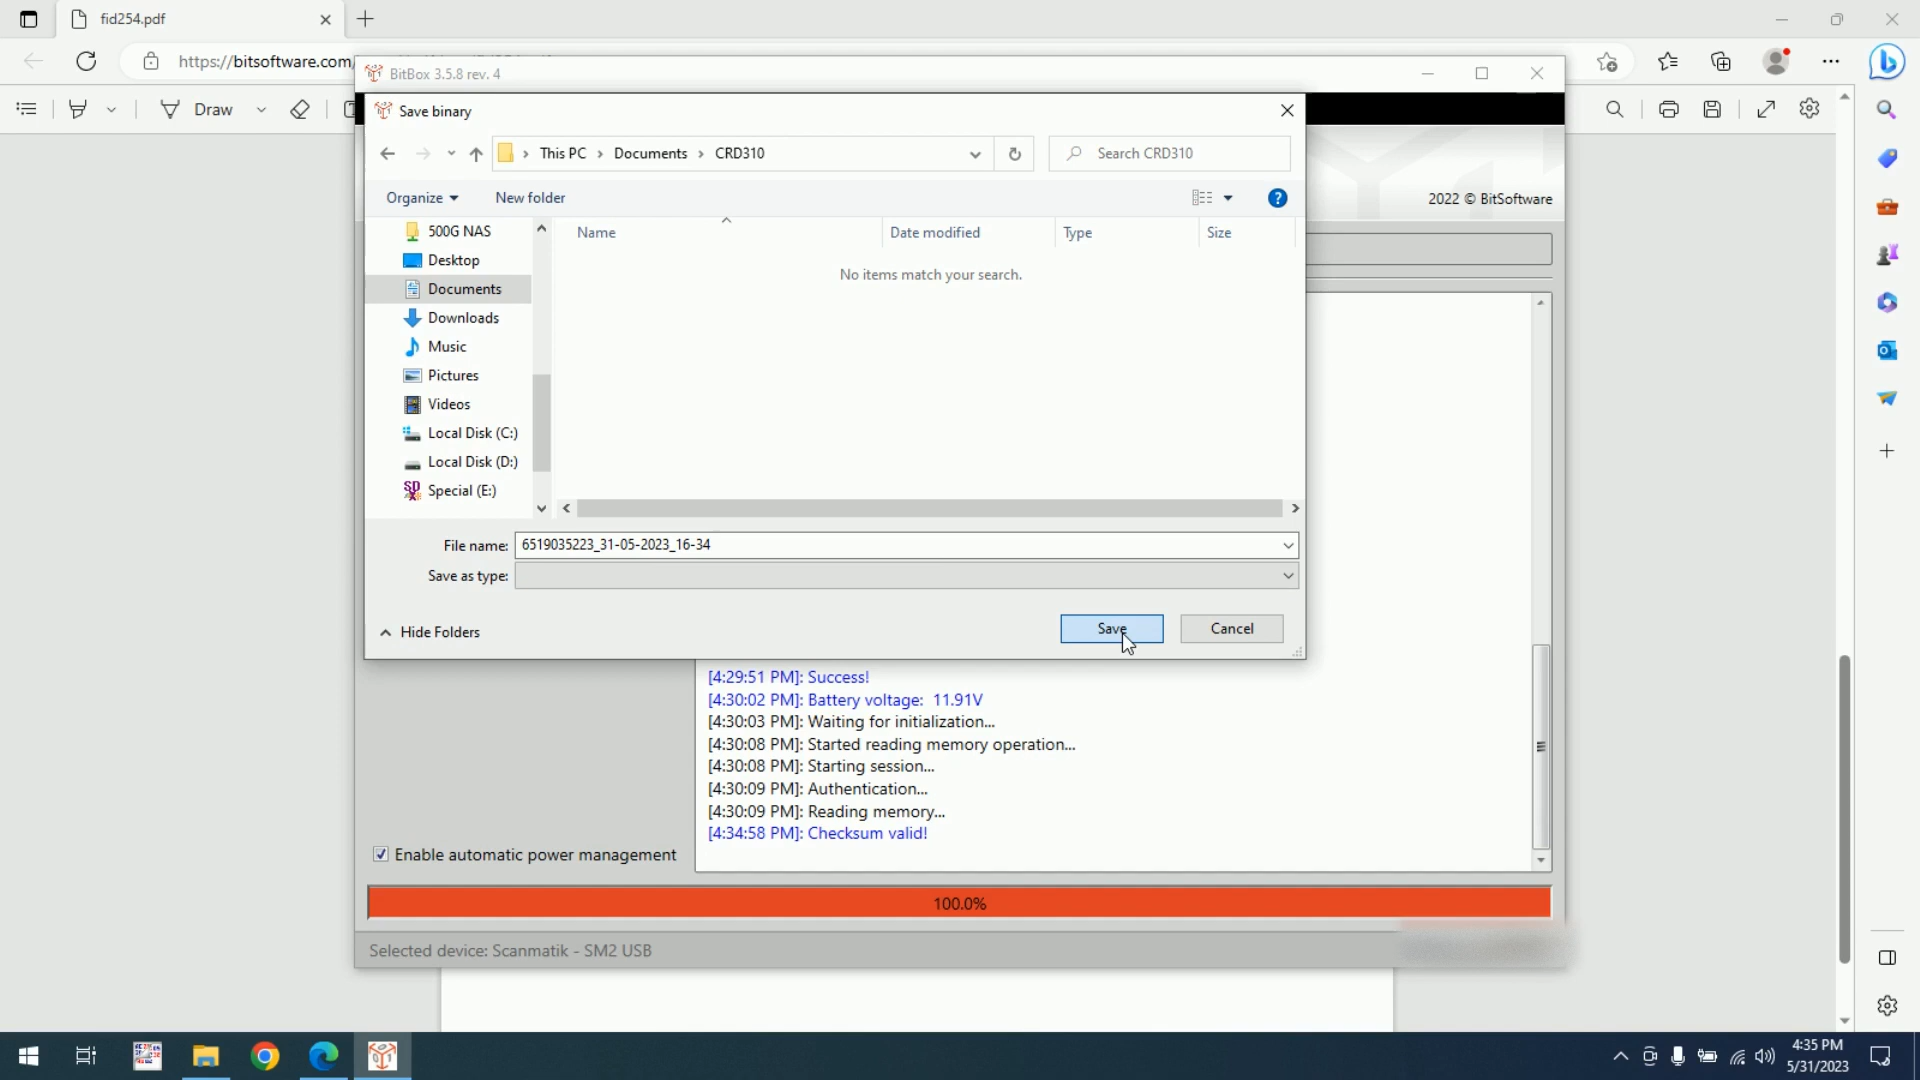 fid254.pdf
https://bitsoftware.com/
Draw
BitBox 3.5.8 rev. 4
2022 © BitSoftware
Save binary
This PC > Documents > CRD310
Search CRD310
Organize
New folder
500G NAS
Desktop
Documents
Downloads
Music
Pictures
Videos
Local Disk (C:)
Local Disk (D:)
Special (E:)
Name Date modified Type Size
No items match your search.
File name: 6519035223_31-05-2023_16-34
Save as type:
Hide Folders
Save
Cancel
[4:29:51 PM]: Success!
[4:30:02 PM]: Battery voltage: 11.91V
[4:30:03 PM]: Waiting for initialization...
[4:30:08 PM]: Started reading memory operation...
[4:30:08 PM]: Starting session...
[4:30:09 PM]: Authentication...
[4:30:09 PM]: Reading memory...
[4:34:58 PM]: Checksum valid!
Enable automatic power management
100.0%
Selected device: Scanmatik - SM2 USB
4:35 PM
5/31/2023